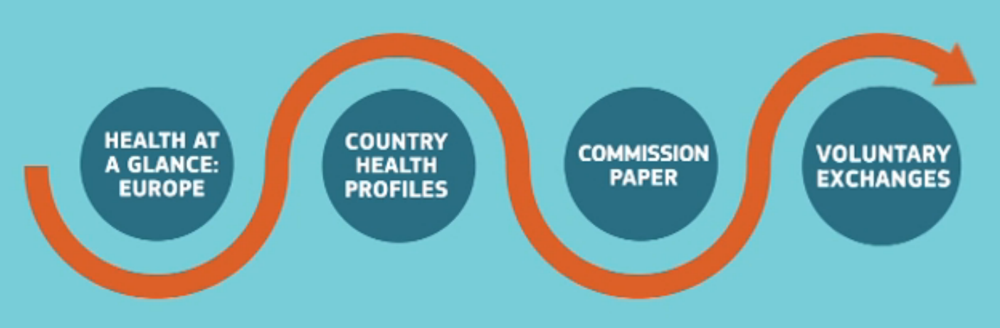 HEALTH AT
A GLANCE:
EUROPE
COUNTRY
HEALTH
PROFILES
COMMISSION
PAPER
VOLUNTARY
EXCHANGES